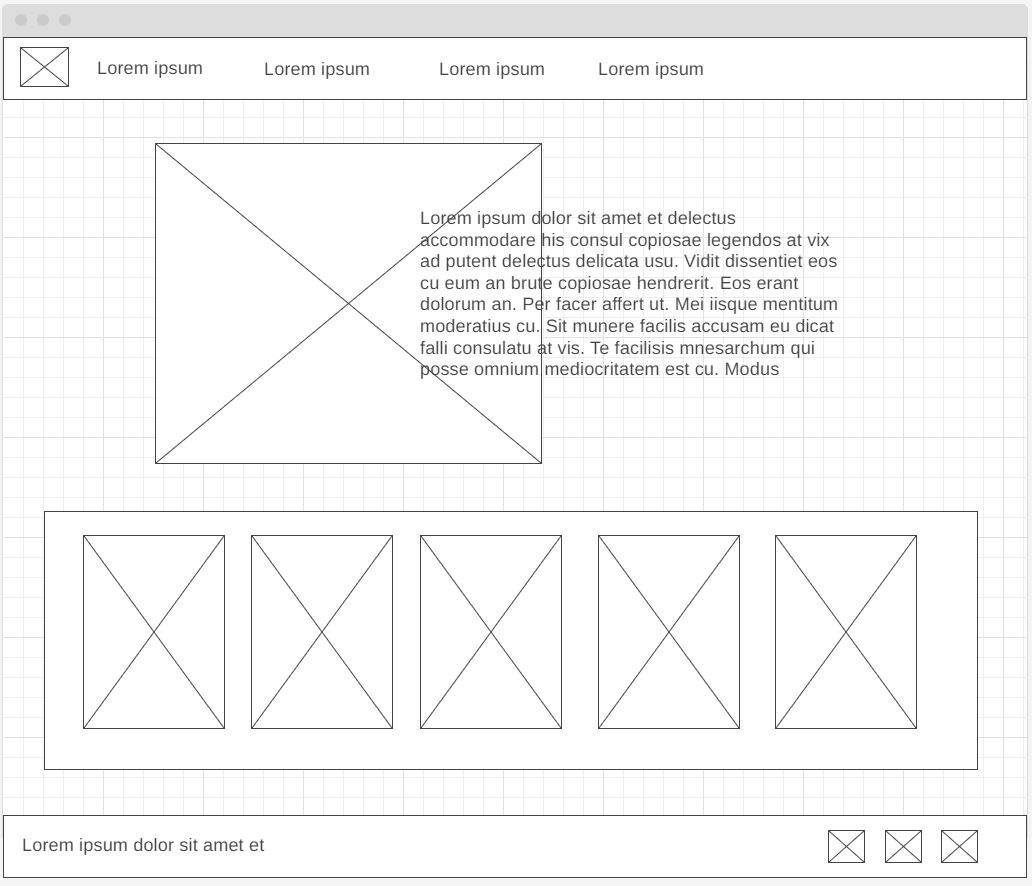 Lorem ipsum
Lorem ipsum
Lorem ipsum
Lorem ipsum
Lorem ipsum dolor sit amet et delectus
accommodare his consul copiosae legendos at vix
ad putent delectus delicata usu. Vidit dissentiet eos
cu eum an brute copiosae hendrerit. Eos erant
dolorum an. Per facer affert ut. Mei iisque mentitum
moderatius cu. Sit munere facilis accusam eu dicat
falli consulatu at vis. Te facilisis mnesarchum qui
posse omnium mediocritatem est cu. Modus
Lorem ipsum dolor sit amet et